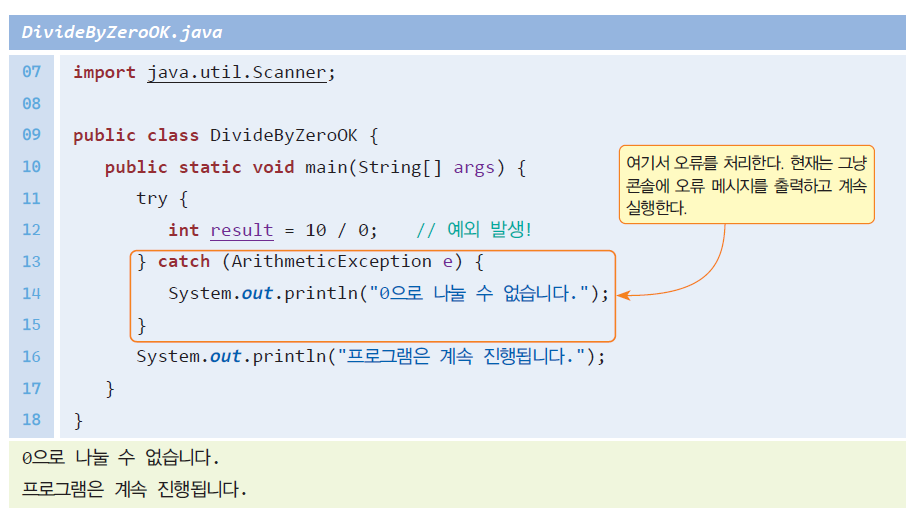 DivideByZeroOK.java
07 import java.util.Scanner;
08
09 public class DivideByZeroOK {
10 public static void main(String[] args) {
11 try {
12 int result = 10 / 0; // 예외 발생!
13 } catch (ArithmeticException e) {
14 System.out.println("0으로 나눌 수 없습니다.");
15 }
16 System.out.println("프로그램은 계속 진행됩니다.");
17 }
18 }
여기서 오류를 처리한다. 현재는 그냥
콘솔에 오류 메시지를 출력하고 계속
실행한다.
0으로 나눌 수 없습니다.
프로그램은 계속 진행됩니다.